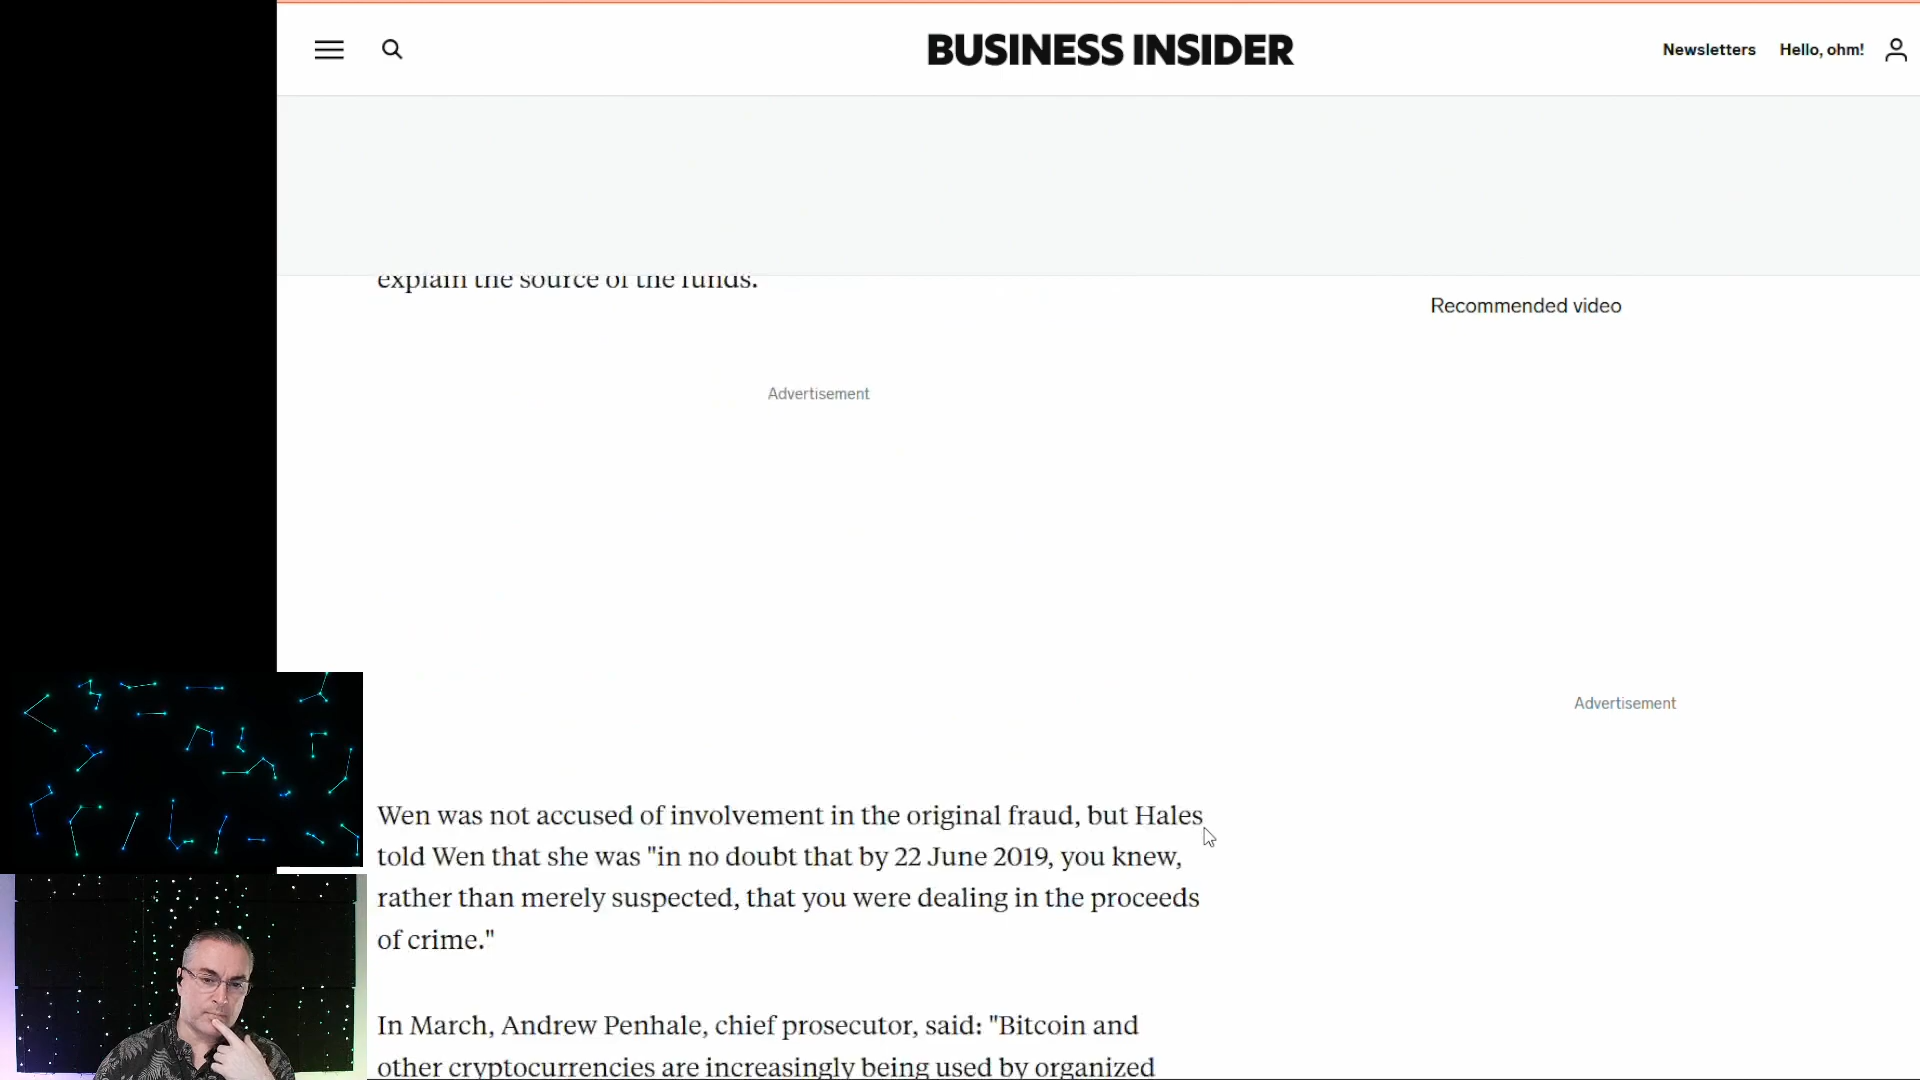 BUSINESS INSIDER
Newsletters
Hello, ohm!
explain the source of the funds.
Recommended video
Advertisement
Advertisement
Wen was not accused of involvement in the original fraud, but Hales
told Wen that she was "in no doubt that by 22 June 2019, you knew,
rather than merely suspected, that you were dealing in the proceeds
of crime."
In March, Andrew Penhale, chief prosecutor, said: "Bitcoin and
other cryptocurrencies are increasingly being used by organized